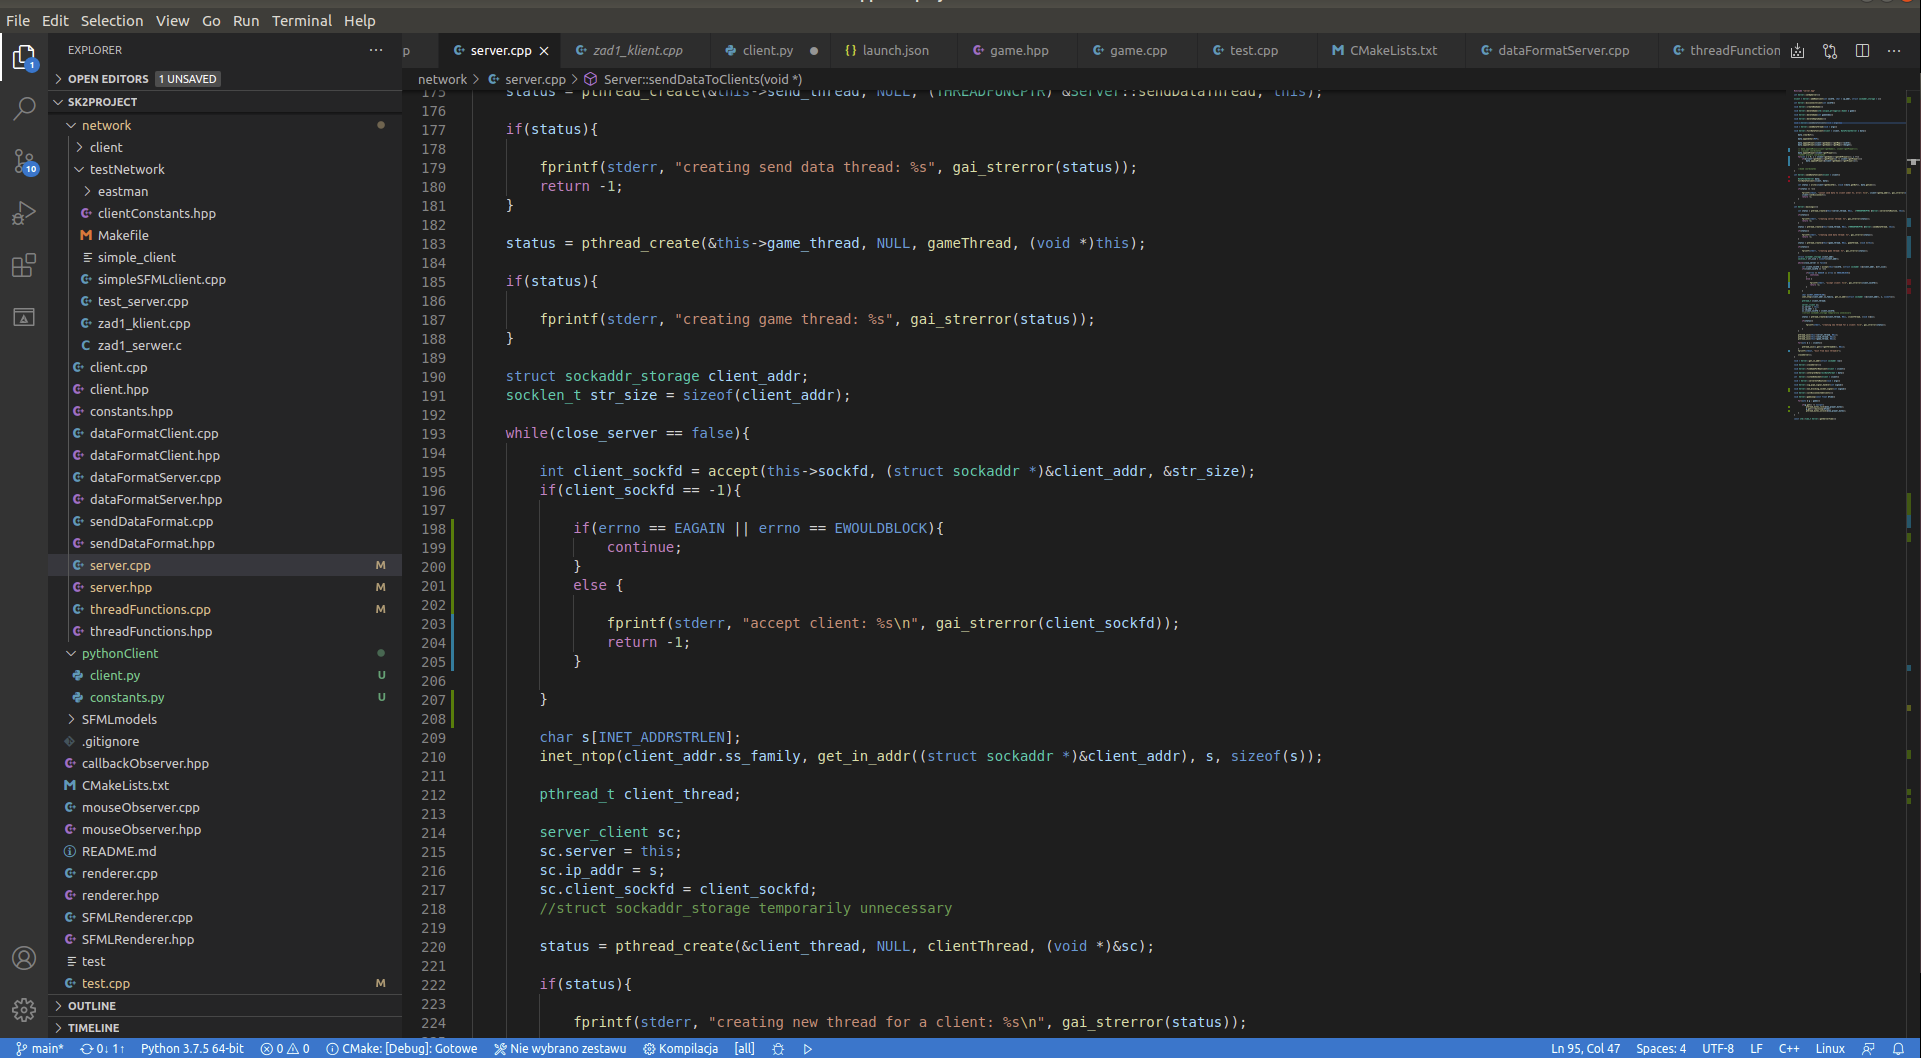 File Edit Selection View Go Run Terminal Help
EXPLORER
OPEN EDITORS 1 UNSAVED
SK2PROJECT
network
client
testNetwork
eastman
clientConstants.hpp
Makefile
simple_client
simpleSFMLclient.cpp
test_server.cpp
zad1_klient.cpp
zad1_serwer.c
client.cpp
client.hpp
constants.hpp
dataFormatClient.cpp
dataFormatClient.hpp
dataFormatServer.cpp
dataFormatServer.hpp
sendDataFormat.cpp
sendDataFormat.hpp
server.cpp M
server.hpp M
threadFunctions.cpp M
threadFunctions.hpp
pythonClient
client.py U
constants.py U
SFMLmodels
.gitignore
callbackObserver.hpp
CMakeLists.txt
mouseObserver.cpp
mouseObserver.hpp
README.md
renderer.cpp
renderer.hpp
SFMLRenderer.cpp
SFMLRenderer.hpp
test
test.cpp M
OUTLINE
TIMELINE
1
10
p server.cpp zad1_klient.cpp client.py launch.json game.hpp game.cpp test.cpp CMakeLists.txt dataFormatServer.cpp threadFunction
network > server.cpp > Server::sendDataToClients(void *)
175 status = pthread_create(&this->send_thread, NULL, (THREADFUNCPTR) &Server::sendDataThread, this);
176
177 if(status){
178
179 fprintf(stderr, "creating send data thread: %s", gai_strerror(status));
180 return -1;
181 }
182
183 status = pthread_create(&this->game_thread, NULL, gameThread, (void *)this);
184
185 if(status){
186
187 fprintf(stderr, "creating game thread: %s", gai_strerror(status));
188 }
189
190 struct sockaddr_storage client_addr;
191 socklen_t str_size = sizeof(client_addr);
192
193 while(close_server == false){
194
195 int client_sockfd = accept(this->sockfd, (struct sockaddr *)&client_addr, &str_size);
196 if(client_sockfd == -1){
197
198 if(errno == EAGAIN || errno == EWOULDBLOCK){
199 continue;
200 }
201 else {
202
203 fprintf(stderr, "accept client: %s\n", gai_strerror(client_sockfd));
204 return -1;
205 }
206
207 }
208
209 char s[INET_ADDRSTRLEN];
210 inet_ntop(client_addr.ss_family, get_in_addr((struct sockaddr *)&client_addr), s, sizeof(s));
211
212 pthread_t client_thread;
213
214 server_client sc;
215 sc.server = this;
216 sc.ip_addr = s;
217 sc.client_sockfd = client_sockfd;
218 //struct sockaddr_storage temporarily unnecessary
219
220 status = pthread_create(&client_thread, NULL, clientThread, (void *)&sc);
221
222 if(status){
223
224 fprintf(stderr, "creating new thread for a client: %s\n", gai_strerror(status));
main* 0↓ 1↑ Python 3.7.5 64-bit 0 0 CMake: [Debug]: Gotowe Nie wybrano zestawu Kompilacja [all] Ln 95, Col 47 Spaces: 4 UTF-8 LF C++ Linux